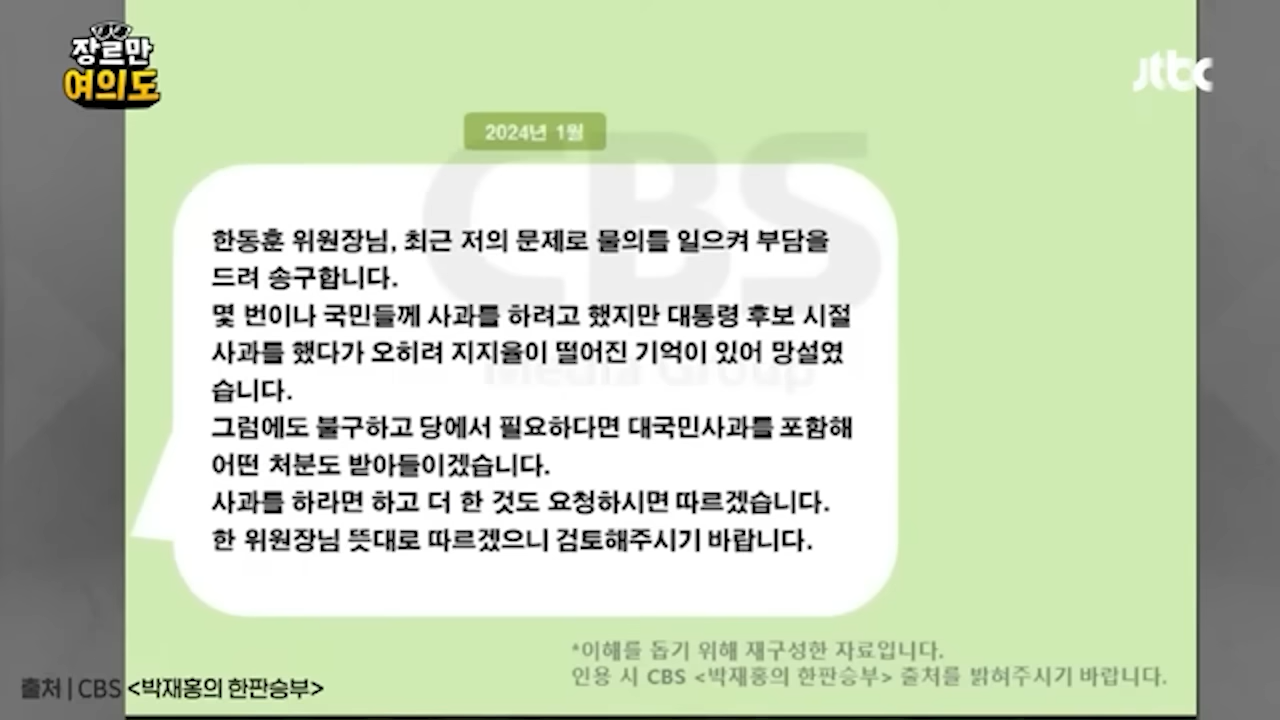 장르만
여의도
jtbc
2024년 1월
CBS
Media Group
한동훈 위원장님, 최근 저의 문제로 물의를 일으켜 부담을
드려 송구합니다.
몇 번이나 국민들께 사과를 하려고 했지만 대통령 후보 시절
사과를 했다가 오히려 지지율이 떨어진 기억이 있어 망설였
습니다.
그럼에도 불구하고 당에서 필요하다면 대국민사과를 포함해
어떤 처분도 받아들이겠습니다.
사과를 하라면 하고 더 한 것도 요청하시면 따르겠습니다.
한 위원장님 뜻대로 따르겠으니 검토해주시기 바랍니다.
*이해를 돕기 위해 재구성한 자료입니다.
인용 시 CBS <박재홍의 한판승부> 출처를 밝혀주시기 바랍니다.
출처 | CBS <박재홍의 한판승부>